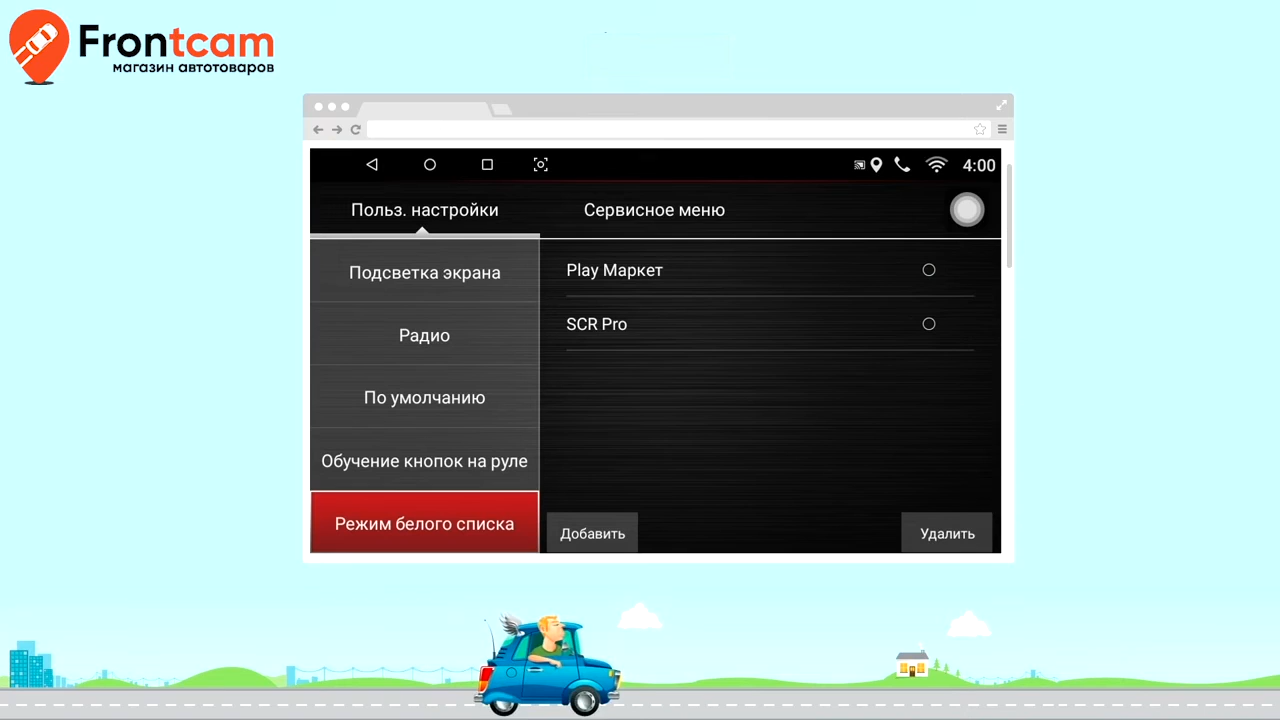 Frontcam
магазин автотоваров
4:00
Польз. настройки
Сервисное меню
Подсветка экрана
Радио
По умолчанию
Обучение кнопок на руле
Режим белого списка
Play Маркет
SCR Pro
Добавить
Удалить